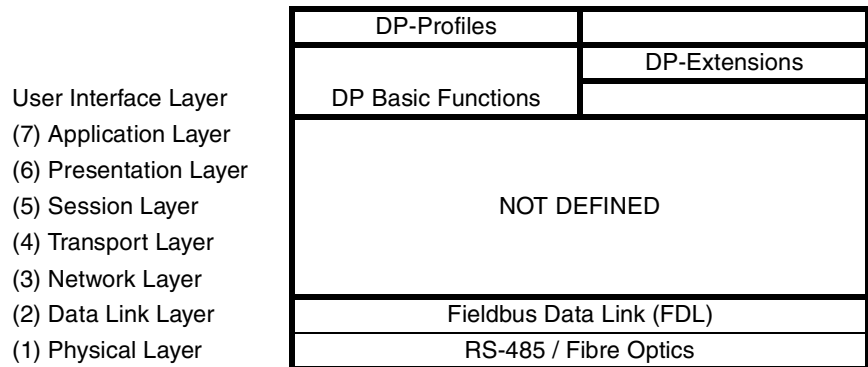 DP-Profiles
DP-Extensions
User Interface Layer DP Basic Functions
(7) Application Layer
(6) Presentation Layer
(5) Session Layer NOT DEFINED
(4) Transport Layer
(3) Network Layer
(2) Data Link Layer Fieldbus Data Link (FDL)
(1) Physical Layer RS-485 / Fibre Optics